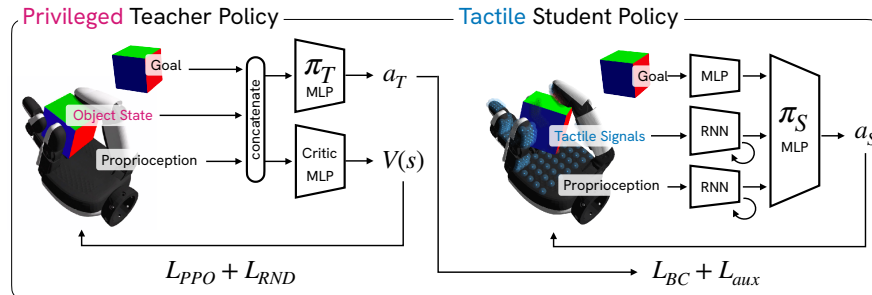 Privileged Teacher Policy
Goal
Object State
Proprioception
concatenate
π_T
MLP
a_T
Critic
MLP
V(s)
L_PPO + L_RND
Tactile Student Policy
Goal
MLP
Tactile Signals
RNN
Proprioception
RNN
π_S
MLP
a_S
L_BC + L_aux